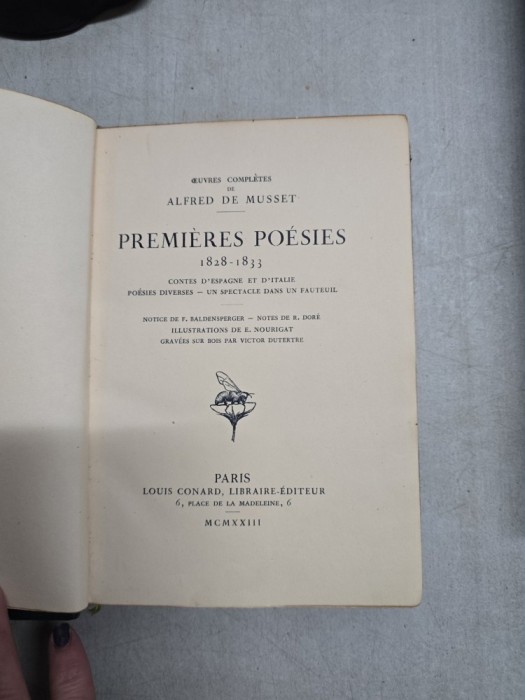 ŒUVRES COMPLÈTES
DE
ALFRED DE MUSSET
PREMIÈRES POÉSIES
1828-1833
CONTES D'ESPAGNE ET D'ITALIE
POÉSIES DIVERSES — UN SPECTACLE DANS UN FAUTEUIL
NOTICE DE F. BALDENSPERGER — NOTES DE R. DORÉ
ILLUSTRATIONS DE E. NOURIGAT
GRAVÉES SUR BOIS PAR VICTOR DUTERTRE
PARIS
LOUIS CONARD, LIBRAIRE-ÉDITEUR
6, PLACE DE LA MADELEINE, 6
MCMXXIII